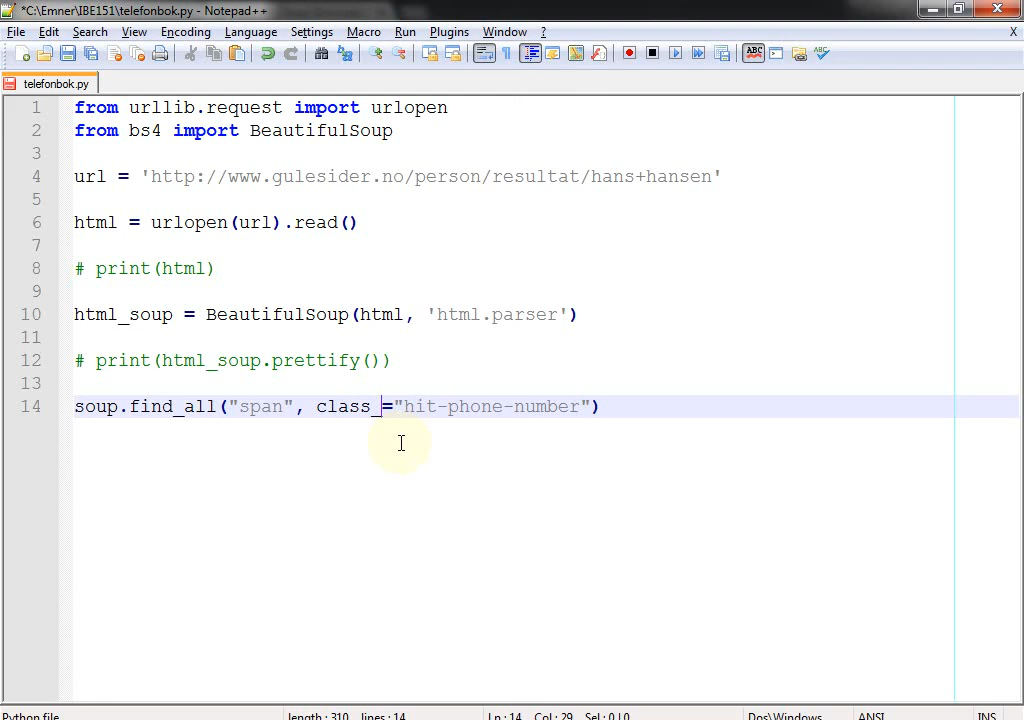 *C:\Emner\IBE151\telefonbok.py - Notepad++
File Edit Search View Encoding Language Settings Macro Run Plugins Window ? X
telefonbok.py
1 from urllib.request import urlopen
2 from bs4 import BeautifulSoup
3
4 url = 'http://www.gulesider.no/person/resultat/hans+hansen'
5
6 html = urlopen(url).read()
7
8 # print(html)
9
10 html_soup = BeautifulSoup(html, 'html.parser')
11
12 # print(html_soup.prettify())
13
14 soup.find_all("span", class_="hit-phone-number")
Python file length : 310 lines : 14 Ln : 14 Col : 29 Sel : 0 | 0 Dos\Windows ANSI INS